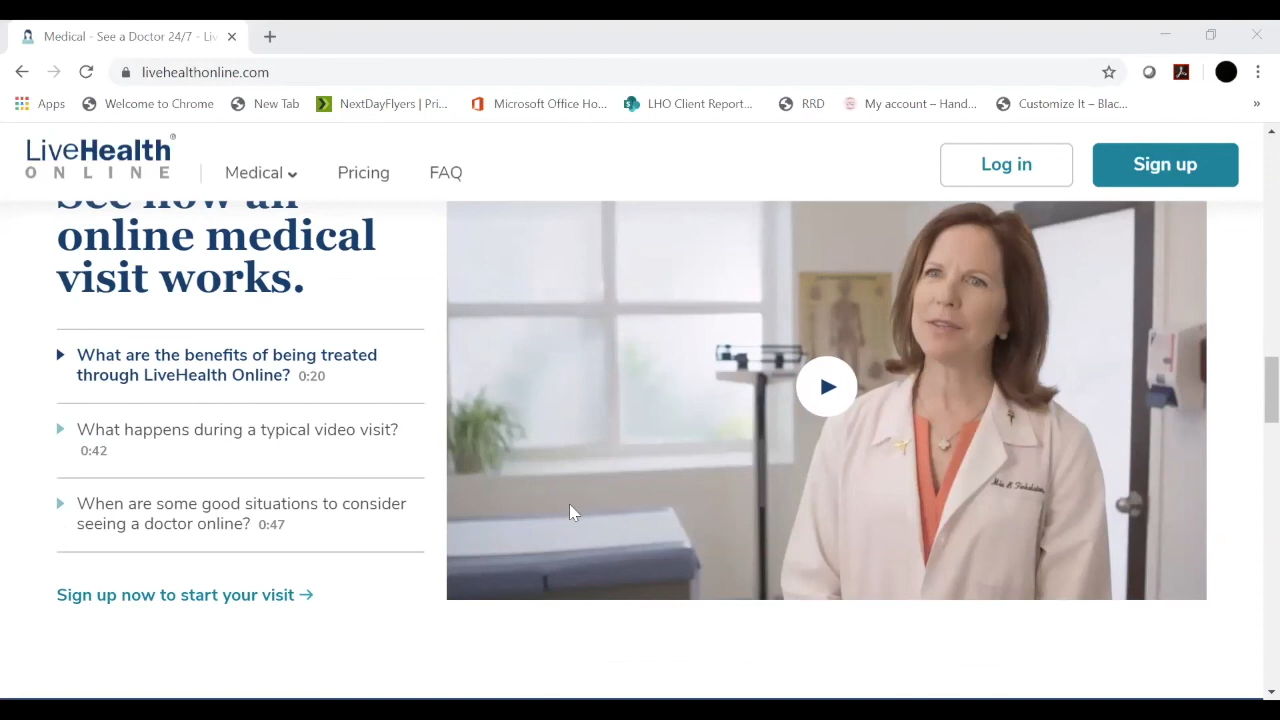 Medical - See a Doctor 24/7 - Liv
livehealthonline.com
Apps Welcome to Chrome New Tab NextDayFlyers | Pri... Microsoft Office Ho... LHO Client Reposit... RRD My account – Hand... Customize It – Blac... »
LiveHealth®
ONLINE
Medical Pricing FAQ
Log in Sign up
See how an
online medical
visit works.
What are the benefits of being treated
through LiveHealth Online? 0:20
What happens during a typical video visit?
0:42
When are some good situations to consider
seeing a doctor online? 0:47
Sign up now to start your visit →